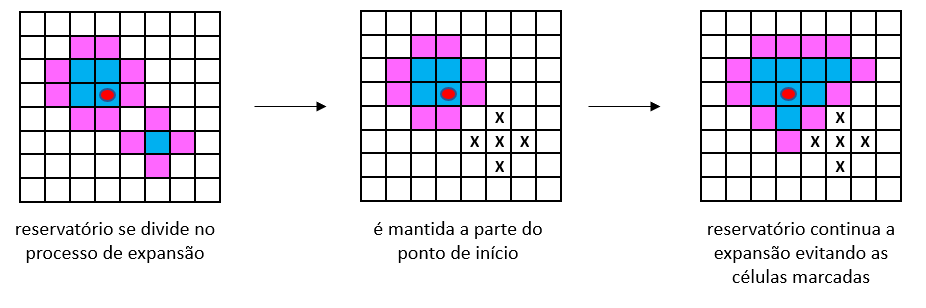 X
X X X
X
X
X X X
X
reservatório se divide no
processo de expansão
é mantida a parte do
ponto de início
reservatório continua a
expansão evitando as
células marcadas